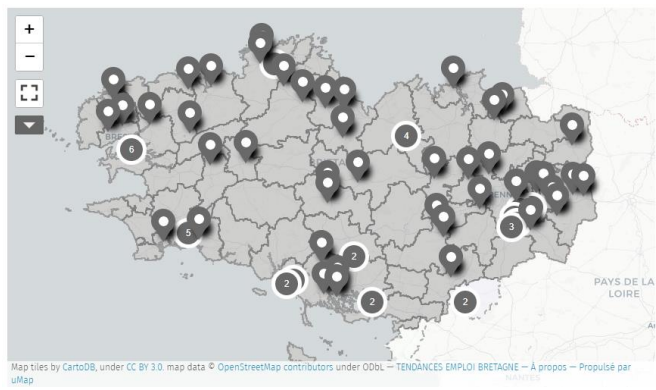 +
−
4
6
5
3
2
2
2
2
PAYS DE LA
LOIRE
Map tiles by CartoDB, under CC BY 3.0. map data © OpenStreetMap contributors under ODbL — TENDANCES EMPLOI BRETAGNE — À propos — Propulsé par
uMap
NANTES